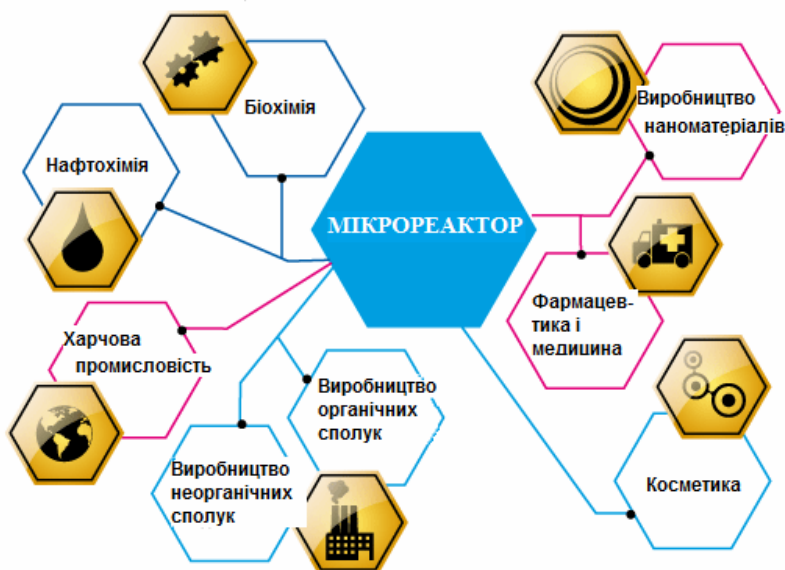 Біохімія
Нафтохімія
Виробництво
наноматеріалів
МІКРОРЕАКТОР
Фармацев-
тика і
медицина
Харчова
промисловість
Виробництво
органічних
сполук
Виробництво
неорганічних
сполук
Косметика